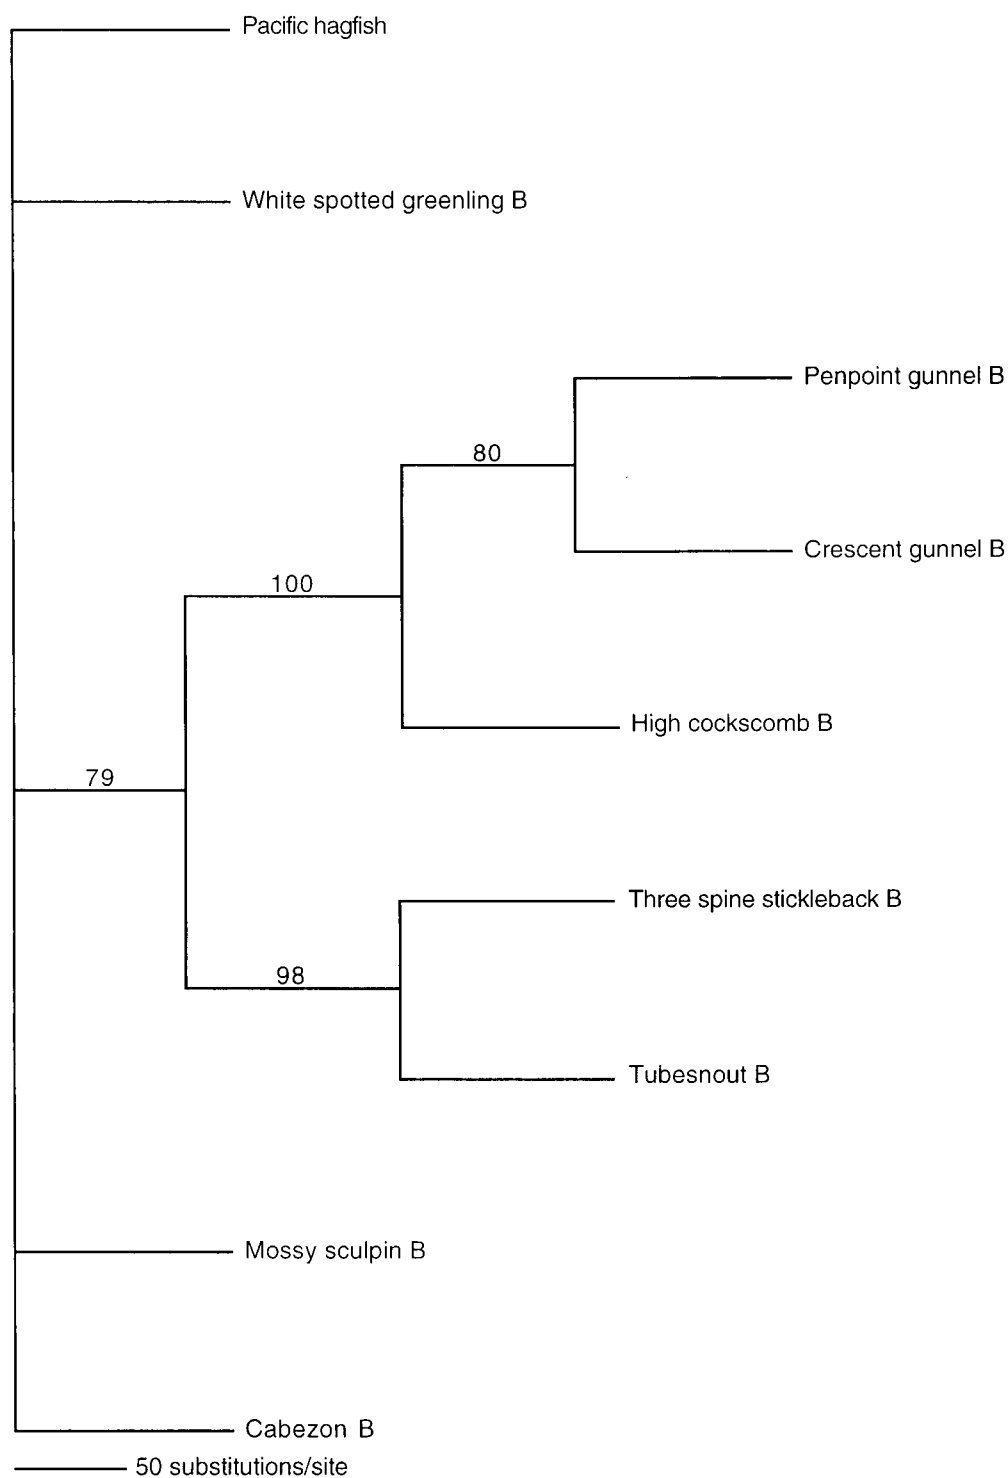 Pacific hagfish
White spotted greenling B
Penpoint gunnel B
80
Crescent gunnel B
100
High cockscomb B
79
Three spine stickleback B
98
Tubesnout B
Mossy sculpin B
Cabezon B
50 substitutions/site